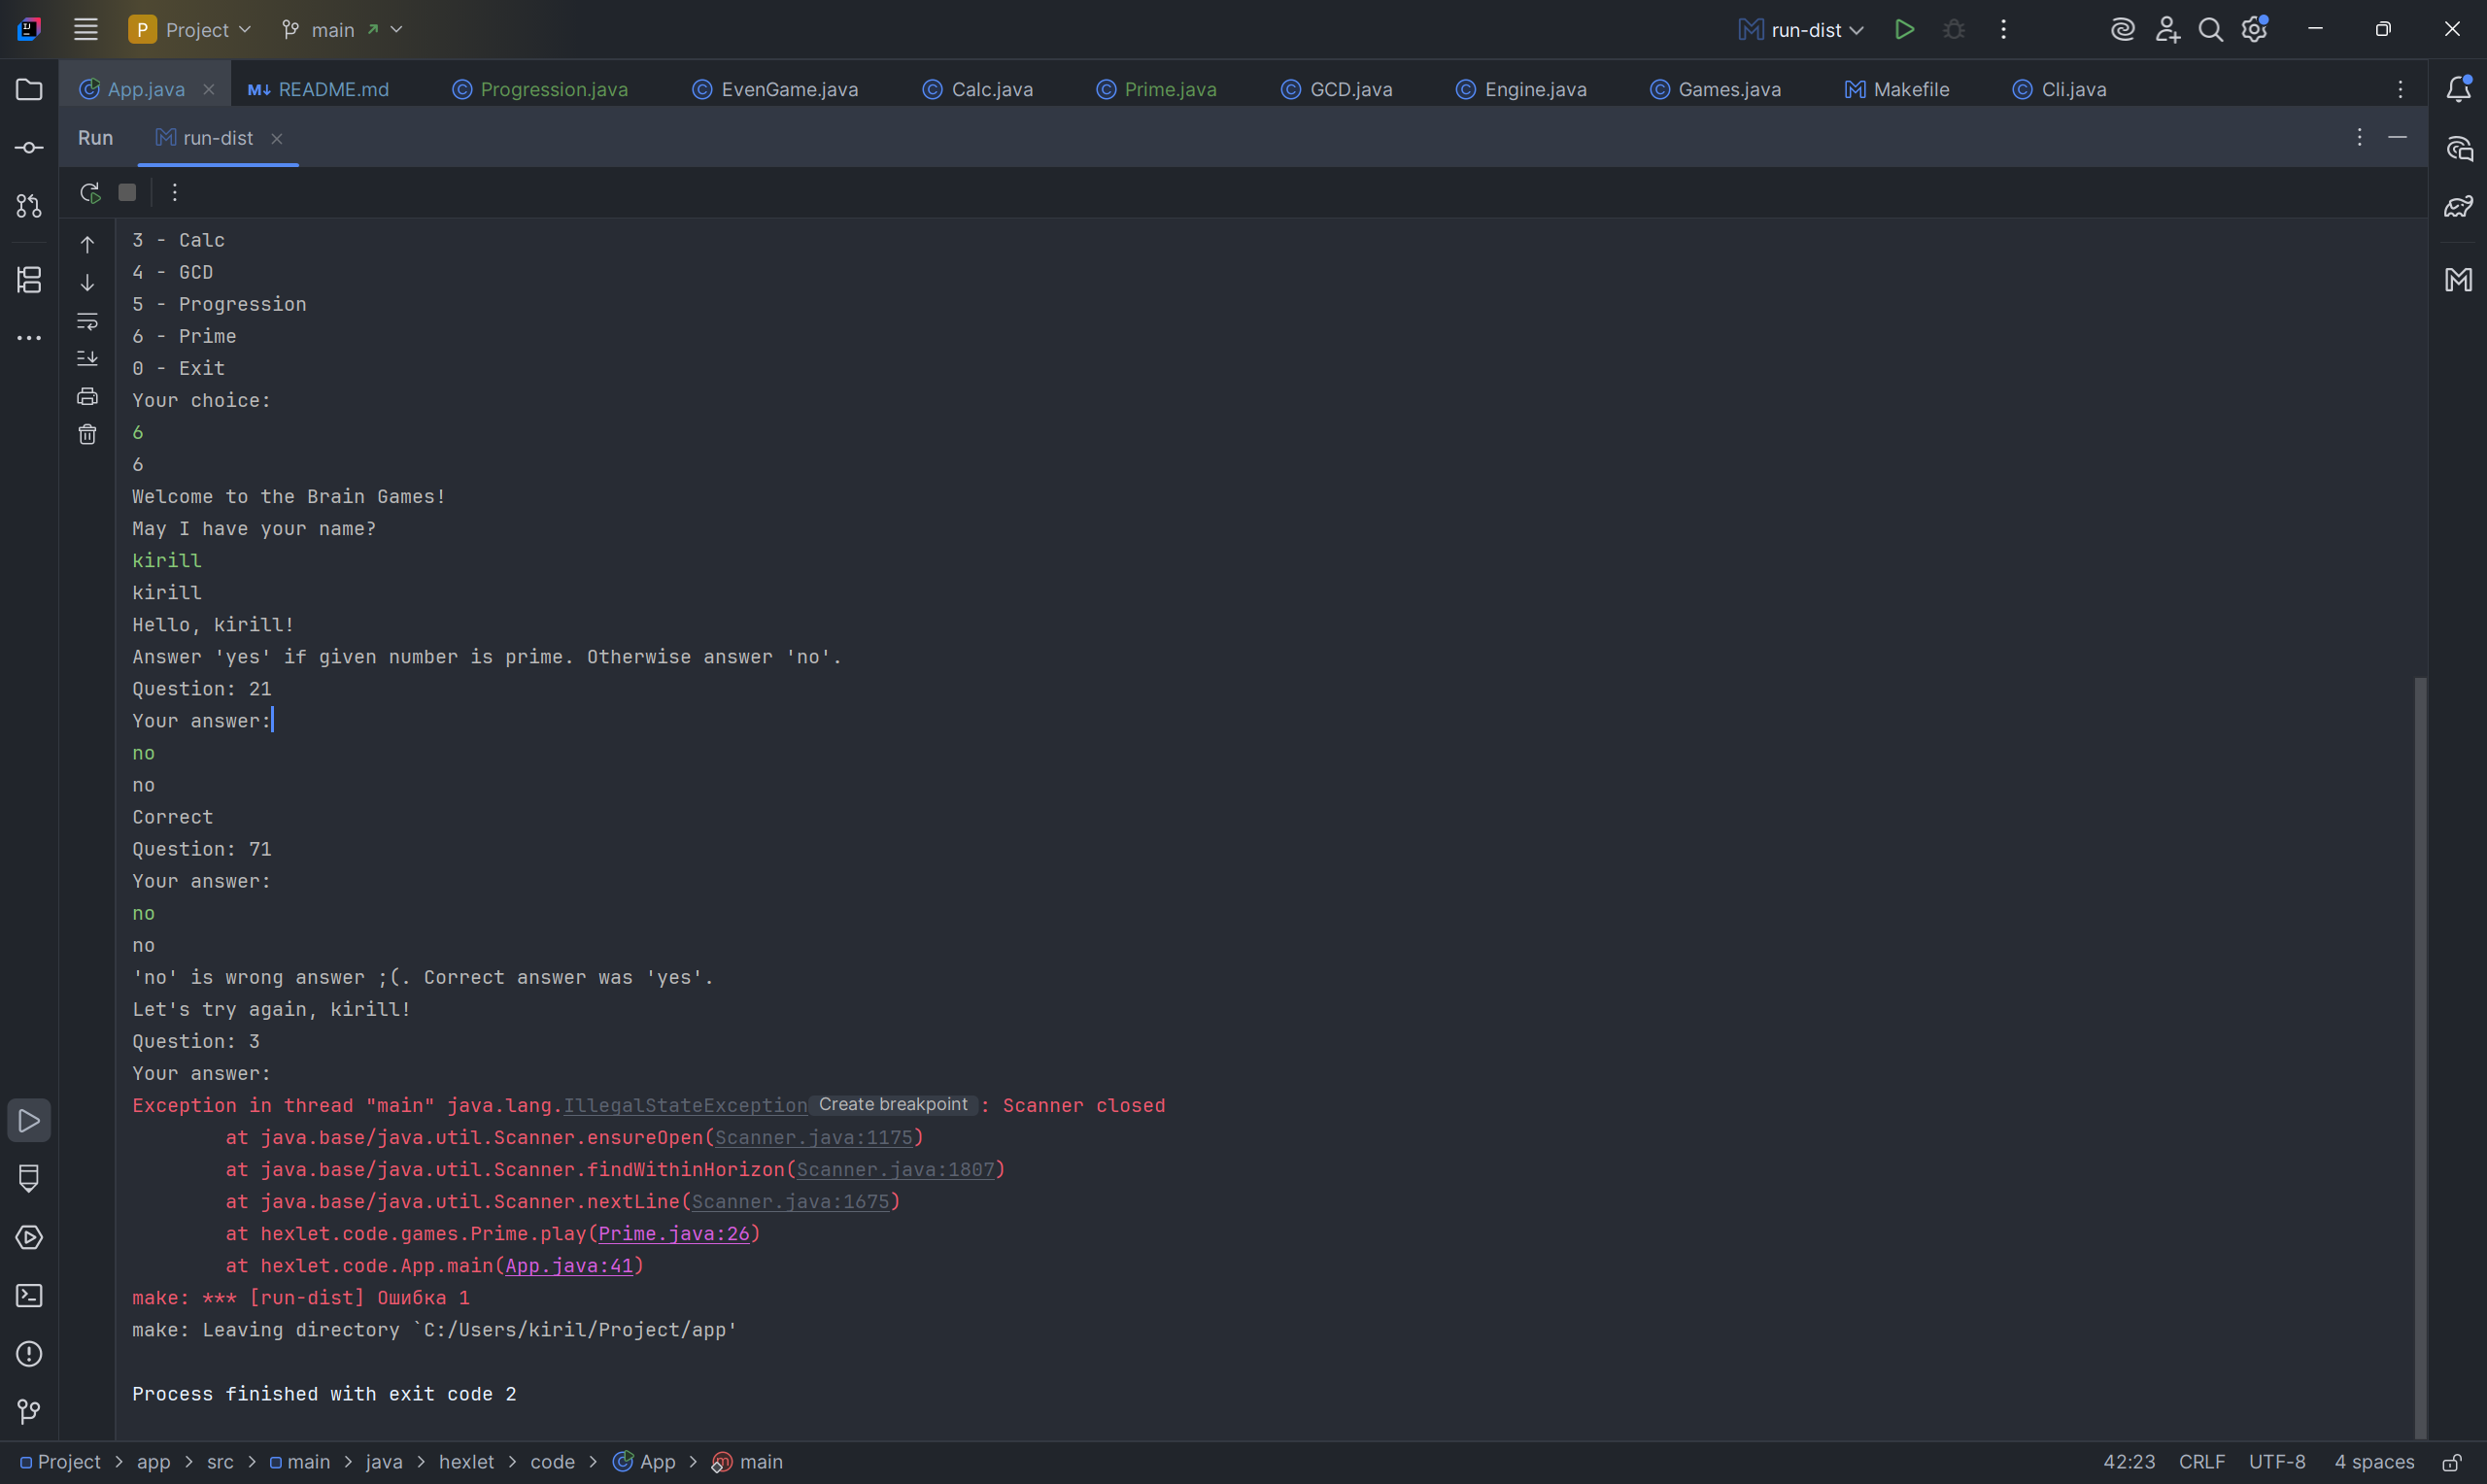 P Project main run-dist
App.java README.md Progression.java EvenGame.java Calc.java Prime.java GCD.java Engine.java Games.java Makefile Cli.java
Run run-dist
3 - Calc
4 - GCD
5 - Progression
6 - Prime
0 - Exit
Your choice:
6
6
Welcome to the Brain Games!
May I have your name?
kirill
kirill
Hello, kirill!
Answer 'yes' if given number is prime. Otherwise answer 'no'.
Question: 21
Your answer:
no
no
Correct
Question: 71
Your answer:
no
no
'no' is wrong answer ;(. Correct answer was 'yes'.
Let's try again, kirill!
Question: 3
Your answer:
Exception in thread "main" java.lang.IllegalStateException Create breakpoint : Scanner closed
at java.base/java.util.Scanner.ensureOpen(Scanner.java:1175)
at java.base/java.util.Scanner.findWithinHorizon(Scanner.java:1807)
at java.base/java.util.Scanner.nextLine(Scanner.java:1675)
at hexlet.code.games.Prime.play(Prime.java:26)
at hexlet.code.App.main(App.java:41)
make: *** [run-dist] Ошибка 1
make: Leaving directory `C:/Users/kiril/Project/app'
Process finished with exit code 2
Project > app > src > main > java > hexlet > code > App > main 42:23 CRLF UTF-8 4 spaces